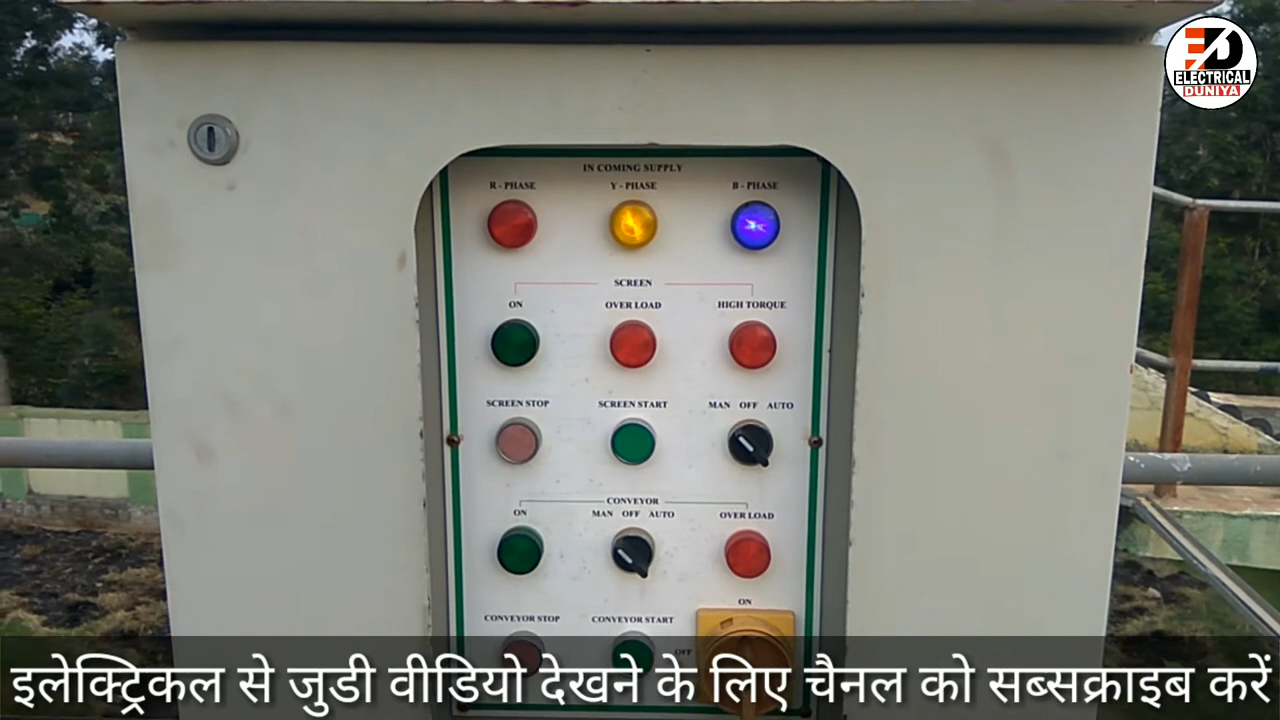 ED
ELECTRICAL
DUNIYA
IN COMING SUPPLY
R - PHASE Y - PHASE B - PHASE
SCREEN
ON OVER LOAD HIGH TORQUE
SCREEN STOP SCREEN START MAN OFF AUTO
CONVEYOR
ON MAN OFF AUTO OVER LOAD
ON
CONVEYOR STOP CONVEYOR START
OFF
इलेक्ट्रिकल से जुडी वीडियो देखने के लिए चैनल को सब्सक्राइब करें